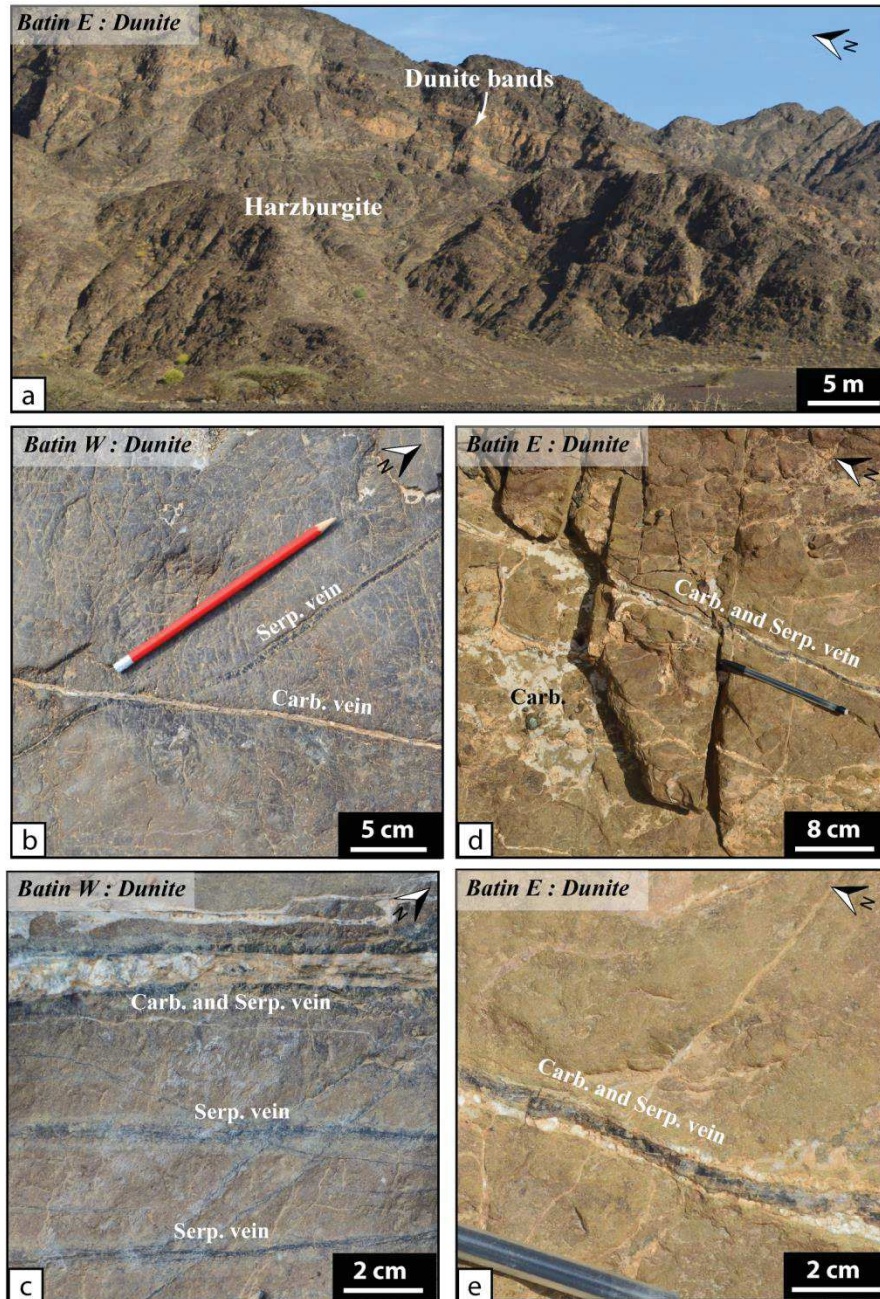 Batin E : Dunite
N
Dunite bands
Harzburgite
a
5 m
Batin W : Dunite
N
Serp. vein
Carb. vein
b
5 cm
Batin E : Dunite
N
Carb. and Serp. vein
Carb.
d
8 cm
Batin W : Dunite
N
Carb. and Serp. vein
Serp. vein
Serp. vein
c
2 cm
Batin E : Dunite
N
Carb. and Serp. vein
e
2 cm